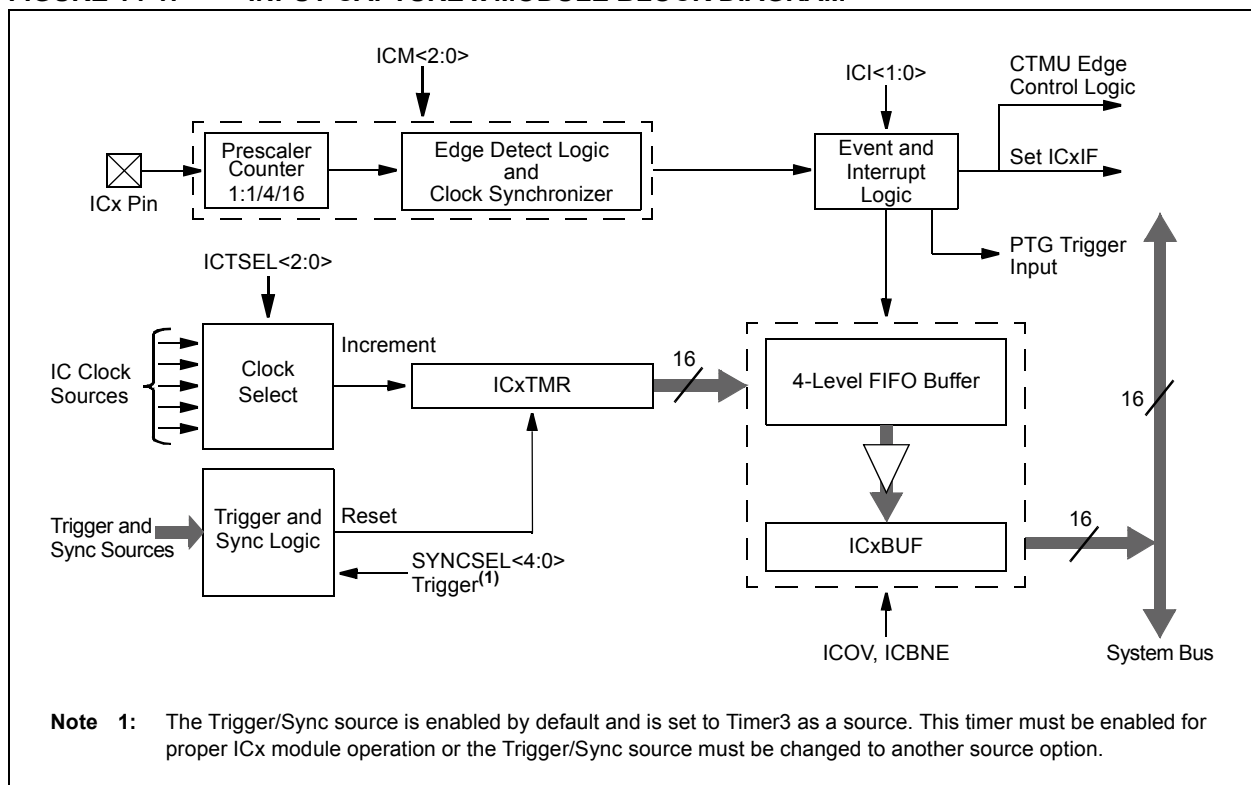 ICM<2:0>
ICI<1:0>
CTMU Edge
Control Logic
Prescaler
Counter
1:1/4/16
Edge Detect Logic
and
Clock Synchronizer
Event and
Interrupt
Logic
Set ICxIF
ICx Pin
PTG Trigger
Input
ICTSEL<2:0>
IC Clock
Sources
Clock
Select
Increment
ICxTMR
16
4-Level FIFO Buffer
16
Trigger and
Sync Sources
Trigger and
Sync Logic
Reset
SYNCSEL<4:0>
Trigger(1)
ICxBUF
16
ICOV, ICBNE
System Bus
Note 1: The Trigger/Sync source is enabled by default and is set to Timer3 as a source. This timer must be enabled for
proper ICx module operation or the Trigger/Sync source must be changed to another source option.